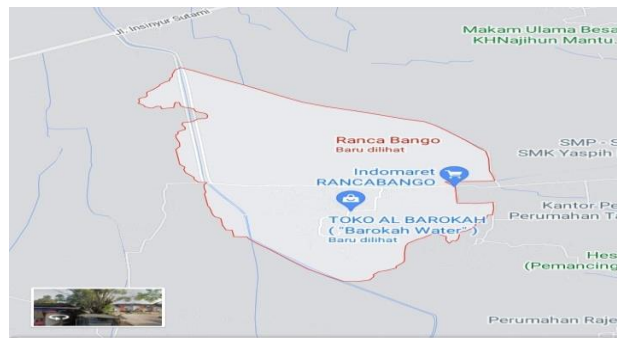 Jl. Insinyur Sutami
Makam Ulama Besa
KHNajihun Mantu.
Ranca Bango
Baru dilihat
SMP - S
SMK Yaspih
Indomaret
RANCABANGO
Kantor Pe
Perumahan Ta
TOKO AL BAROKAH
( "Barokah Water" )
Baru dilihat
Hes
(Pemancing
Perumahan Raje